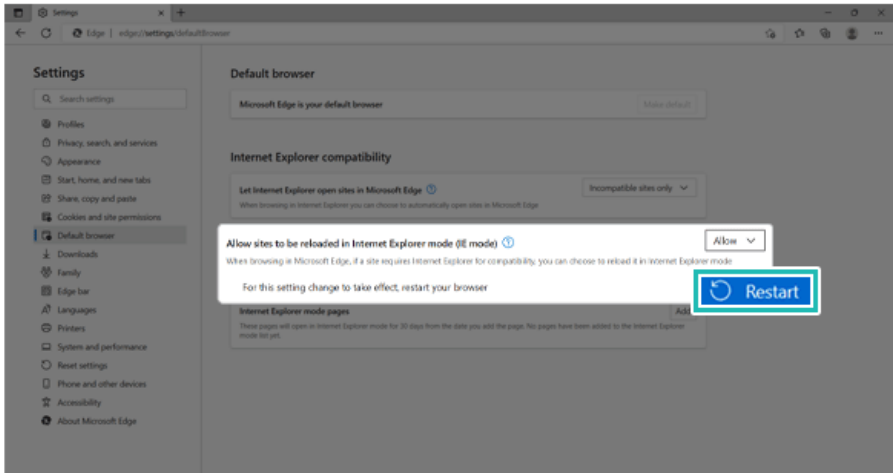 Settings
Edge | edge://settings/defaultbrowser
Settings
Search settings
Profiles
Privacy, search, and services
Appearance
Start, home, and new tabs
Share, copy and paste
Cookies and site permissions
Default browser
Downloads
Family
Edge bar
Languages
Printers
System and performance
Reset settings
Phone and other devices
Accessibility
About Microsoft Edge
Default browser
Microsoft Edge is your default browser
Make default
Internet Explorer compatibility
Let Internet Explorer open sites in Microsoft Edge
Incompatible sites only
When browsing in Internet Explorer you can choose to automatically open sites in Microsoft Edge
Allow sites to be reloaded in Internet Explorer mode (IE mode)
Allow
When browsing in Microsoft Edge, if a site requires Internet Explorer for compatibility, you can choose to reload it in Internet Explorer mode
For this setting change to take effect, restart your browser
Restart
Internet Explorer mode pages
Add
These pages will open in Internet Explorer mode for 30 days from the date you add the page. No pages have been added to the Internet Explorer
mode list yet.